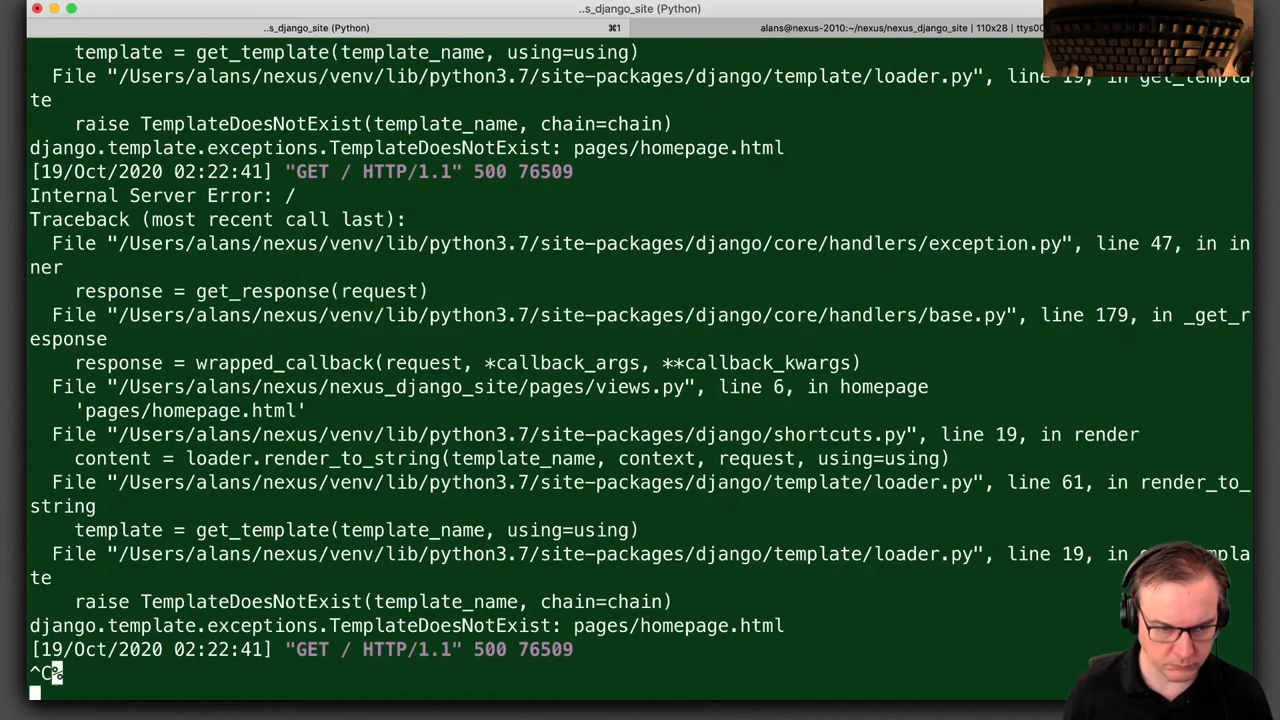 ..s_django_site (Python)
..s_django_site (Python) ⌘1 alans@nexus-2010:~/nexus/nexus_django_site | 110x28 | ttys00
template = get_template(template_name, using=using)
File "/Users/alans/nexus/venv/lib/python3.7/site-packages/django/template/loader.py", line 19, in get_templa
te
raise TemplateDoesNotExist(template_name, chain=chain)
django.template.exceptions.TemplateDoesNotExist: pages/homepage.html
[19/Oct/2020 02:22:41] "GET / HTTP/1.1" 500 76509
Internal Server Error: /
Traceback (most recent call last):
File "/Users/alans/nexus/venv/lib/python3.7/site-packages/django/core/handlers/exception.py", line 47, in in
ner
response = get_response(request)
File "/Users/alans/nexus/venv/lib/python3.7/site-packages/django/core/handlers/base.py", line 179, in _get_r
esponse
response = wrapped_callback(request, *callback_args, **callback_kwargs)
File "/Users/alans/nexus/nexus_django_site/pages/views.py", line 6, in homepage
'pages/homepage.html'
File "/Users/alans/nexus/venv/lib/python3.7/site-packages/django/shortcuts.py", line 19, in render
content = loader.render_to_string(template_name, context, request, using=using)
File "/Users/alans/nexus/venv/lib/python3.7/site-packages/django/template/loader.py", line 61, in render_to_
string
template = get_template(template_name, using=using)
File "/Users/alans/nexus/venv/lib/python3.7/site-packages/django/template/loader.py", line 19, in
te
raise TemplateDoesNotExist(template_name, chain=chain)
django.template.exceptions.TemplateDoesNotExist: pages/homepage.html
[19/Oct/2020 02:22:41] "GET / HTTP/1.1" 500 76509
^C%